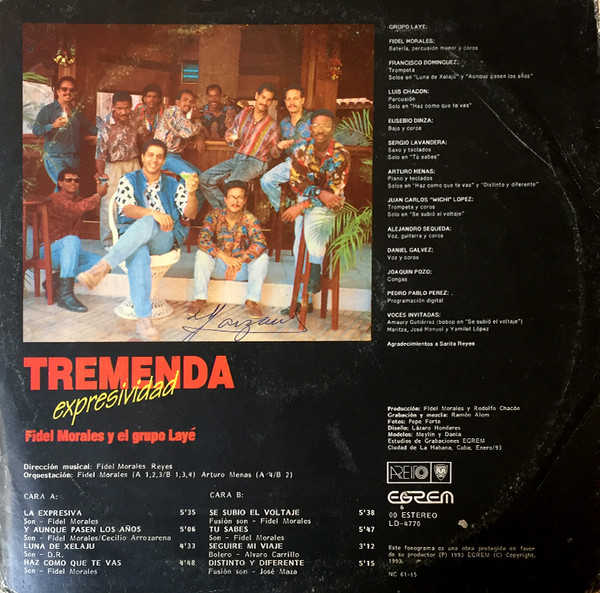 GRUPO LAYE:
FIDEL MORALES:
Batería, percusión menor y coros
FRANCISCO DOMINGUEZ:
Trompeta
Solos en "Luna de Xelaju" y "Aunque pasen los años"
LUIS CHACON:
Percusión
Solo en "Haz como que te vas"
EUSEBIO DINZA:
Bajo y coros
SERGIO LAVANDERA:
Saxo y teclados
Solo en "Tú sabes"
ARTURO MENAS:
Piano y teclados
Solos en "Haz como que te vas" y "Distinto y diferente"
JUAN CARLOS "WICHI" LOPEZ:
Trompeta y coros
Solo en "Se subió el voltaje"
ALEJANDRO SEQUEDA:
Voz, guitarra y coros
DANIEL GALVEZ:
Voz y coros
JOAQUIN POZO:
Congas
PEDRO PABLO PEREZ:
Programación digital
VOCES INVITADAS:
Amaury Gutiérrez (bebop en "Se subió el voltaje")
Maritza, José Manuel y Yamilet López
Agradecimientos a Sarita Reyes
TREMENDA
expresividad
Fidel Morales y el grupo Layé
Dirección musical: Fidel Morales Reyes
Orquestación: Fidel Morales (A 1,2,3/B 1,3,4) Arturo Menas (A-4/B 2)
CARA A:
LA EXPRESIVA 5'35
Son - Fidel Morales
Y AUNQUE PASEN LOS AÑOS 5'06
Son - Fidel Morales/Cecilio Arrozarena
LUNA DE XELAJU 4'33
Son - D.R.
HAZ COMO QUE TE VAS 4'48
Son - Fidel Morales
CARA B:
SE SUBIO EL VOLTAJE 5'38
Fusión son - Fidel Morales
TU SABES 5'47
Son - Fidel Morales
SEGUIRE MI VIAJE 3'12
Bolero - Alvaro Carrillo
DISTINTO Y DIFERENTE 5'15
Fusión son - José Maza
Producción: Fidel Morales y Rodolfo Chacón
Grabación y mezcla: Ramón Alom
Fotos: Pepe Forte
Diseño: Lázaro Hondares
Modelos: Meylin y Dania
Estudios de Grabaciones EGREM
Ciudad de La Habana, Cuba, Enero/93
RETO
EGREM
00 ESTEREO
LD-4770
Este fonograma es una obra protegida en favor
de su productor (P) 1993 EGREM (C) Copyright,
1993.
NC 61-15